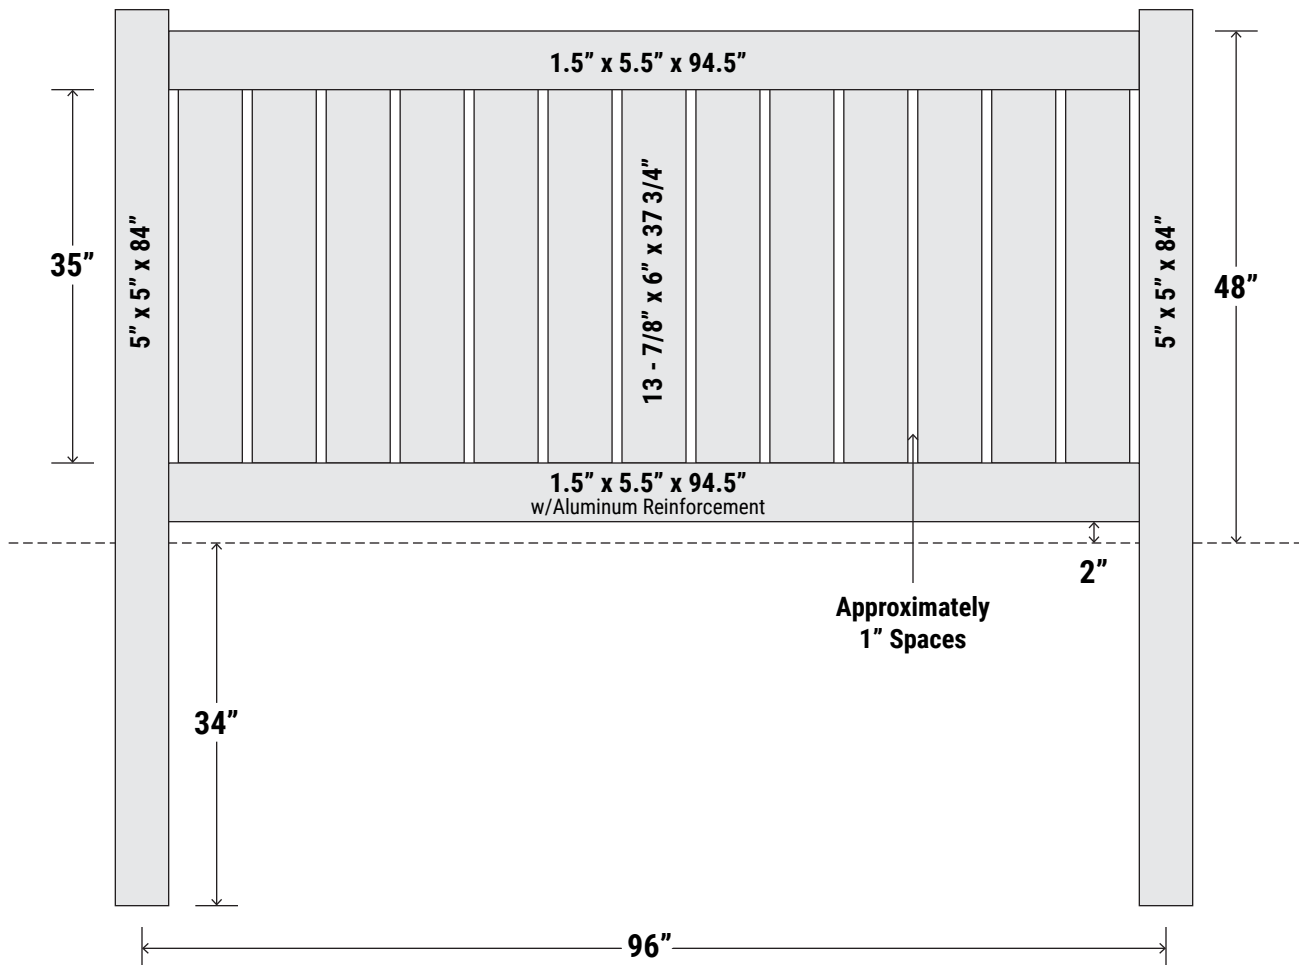 1.5” x 5.5” x 94.5”
35”
5” x 5” x 84”
13 - 7/8” x 6” x 37 3/4”
5” x 5” x 84”
48”
1.5” x 5.5” x 94.5”
w/Aluminum Reinforcement
2”
Approximately
1” Spaces
34”
96”